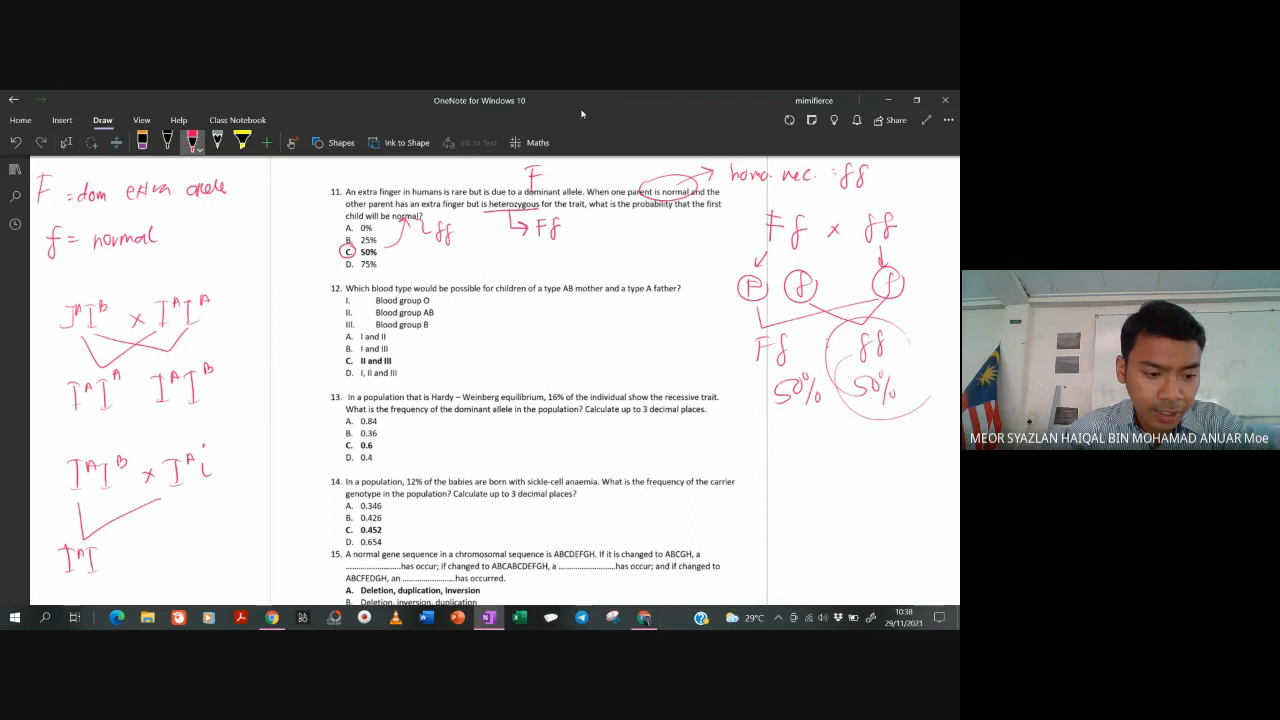 OneNote for Windows 10
mimifierce
Home
Insert
Draw
View
Help
Class Notebook
Share
Shapes
Ink to Shape
Ink to Text
Maths
F = dom extra allele
f = normal
F
homo rec. : ff
11. An extra finger in humans is rare but is due to a dominant allele. When one parent is normal and the
other parent has an extra finger but is heterozygous for the trait, what is the probability that the first
child will be normal?
ff
Ff
A. 0%
B. 25%
C. 50%
D. 75%
Ff x ff
F f f
Ff ff
50% 50%
12. Which blood type would be possible for children of a type AB mother and a type A father?
I. Blood group O
II. Blood group AB
III. Blood group B
A. I and II
B. I and III
C. II and III
D. I, II and III
IᴬIᴮ x IᴬIᴬ
IᴬIᴬ IᴬIᴮ
IᴬIᴮ x Iᴬi
IᴬI
13. In a population that is Hardy – Weinberg equilibrium, 16% of the individual show the recessive trait.
What is the frequency of the dominant allele in the population? Calculate up to 3 decimal places.
A. 0.84
B. 0.36
C. 0.6
D. 0.4
14. In a population, 12% of the babies are born with sickle-cell anaemia. What is the frequency of the carrier
genotype in the population? Calculate up to 3 decimal places?
A. 0.346
B. 0.426
C. 0.452
D. 0.654
15. A normal gene sequence in a chromosomal sequence is ABCDEFGH. If it is changed to ABCGH, a
.........................has occur; if changed to ABCABCDEFGH, a ....................has occur; and if changed to
ABCFEDGH, an .........................has occurred.
A. Deletion, duplication, inversion
B. Deletion, inversion, duplication
MEOR SYAZLAN HAIQAL BIN MOHAMAD ANUAR Moe
29°C
10:38
29/11/2021